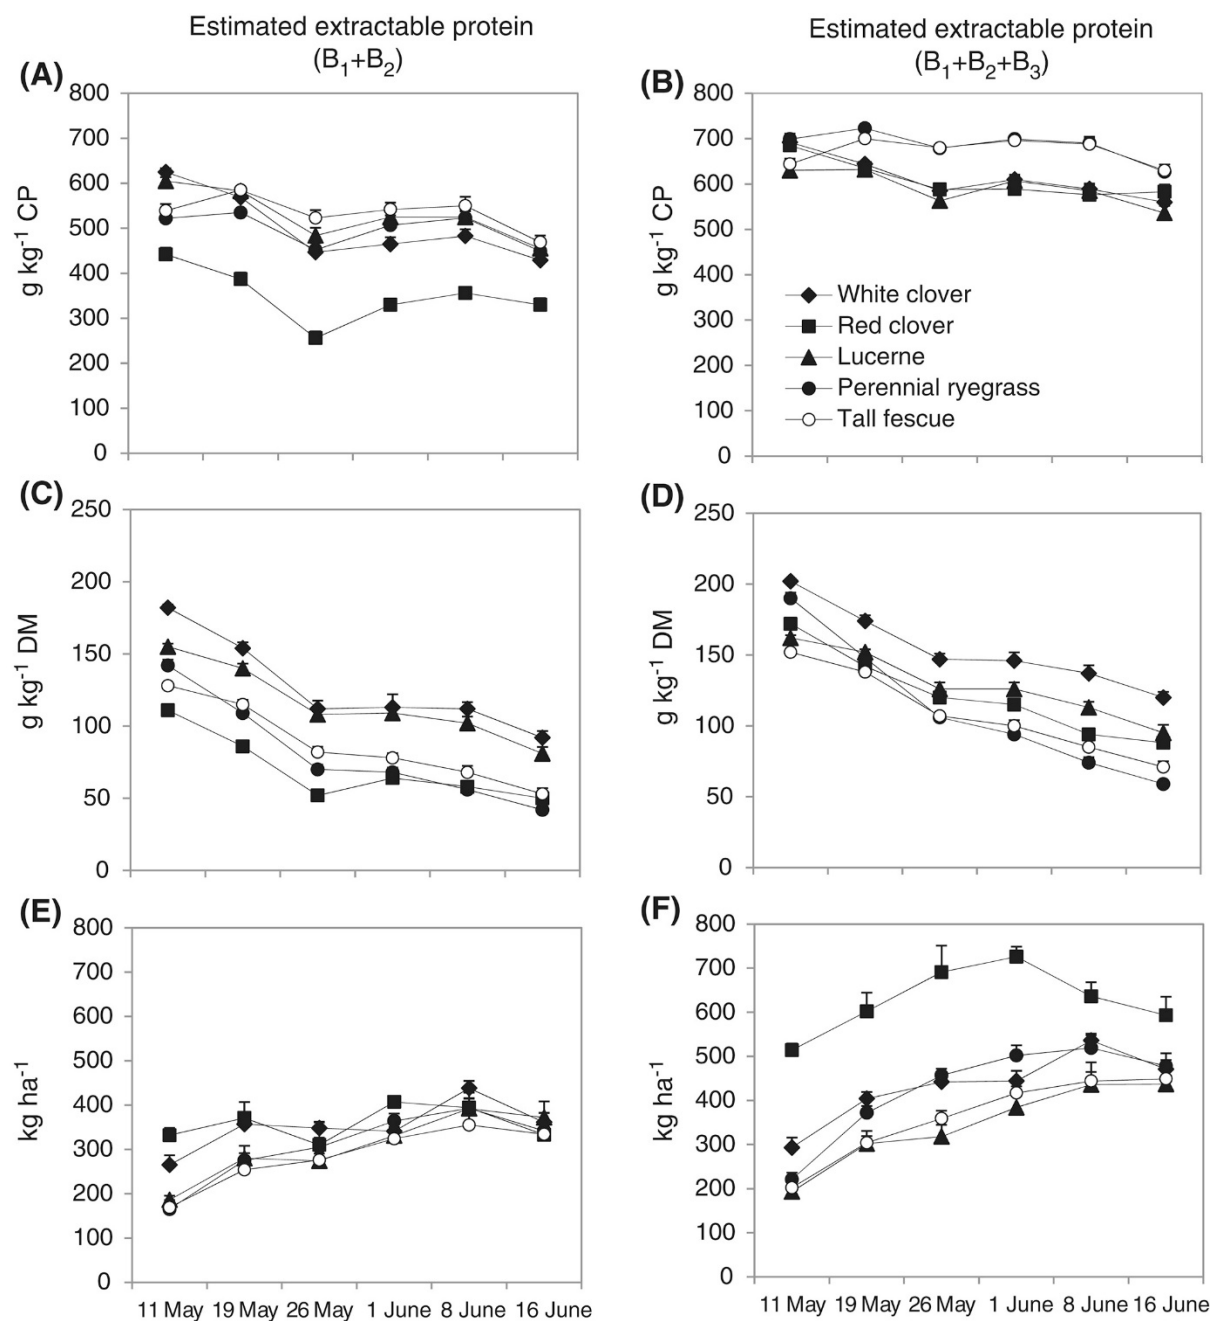 Estimated extractable protein
(B₁+B₂)
Estimated extractable protein
(B₁+B₂+B₃)
(A)
800
700
600
500
400
300
200
100
0
g kg⁻¹ CP
(B)
800
700
600
500
400
300
200
100
0
g kg⁻¹ CP
White clover
Red clover
Lucerne
Perennial ryegrass
Tall fescue
(C)
250
200
150
100
50
0
g kg⁻¹ DM
(D)
250
200
150
100
50
0
g kg⁻¹ DM
(E)
800
700
600
500
400
300
200
100
0
kg ha⁻¹
11 May 19 May 26 May 1 June 8 June 16 June
(F)
800
700
600
500
400
300
200
100
0
kg ha⁻¹
11 May 19 May 26 May 1 June 8 June 16 June